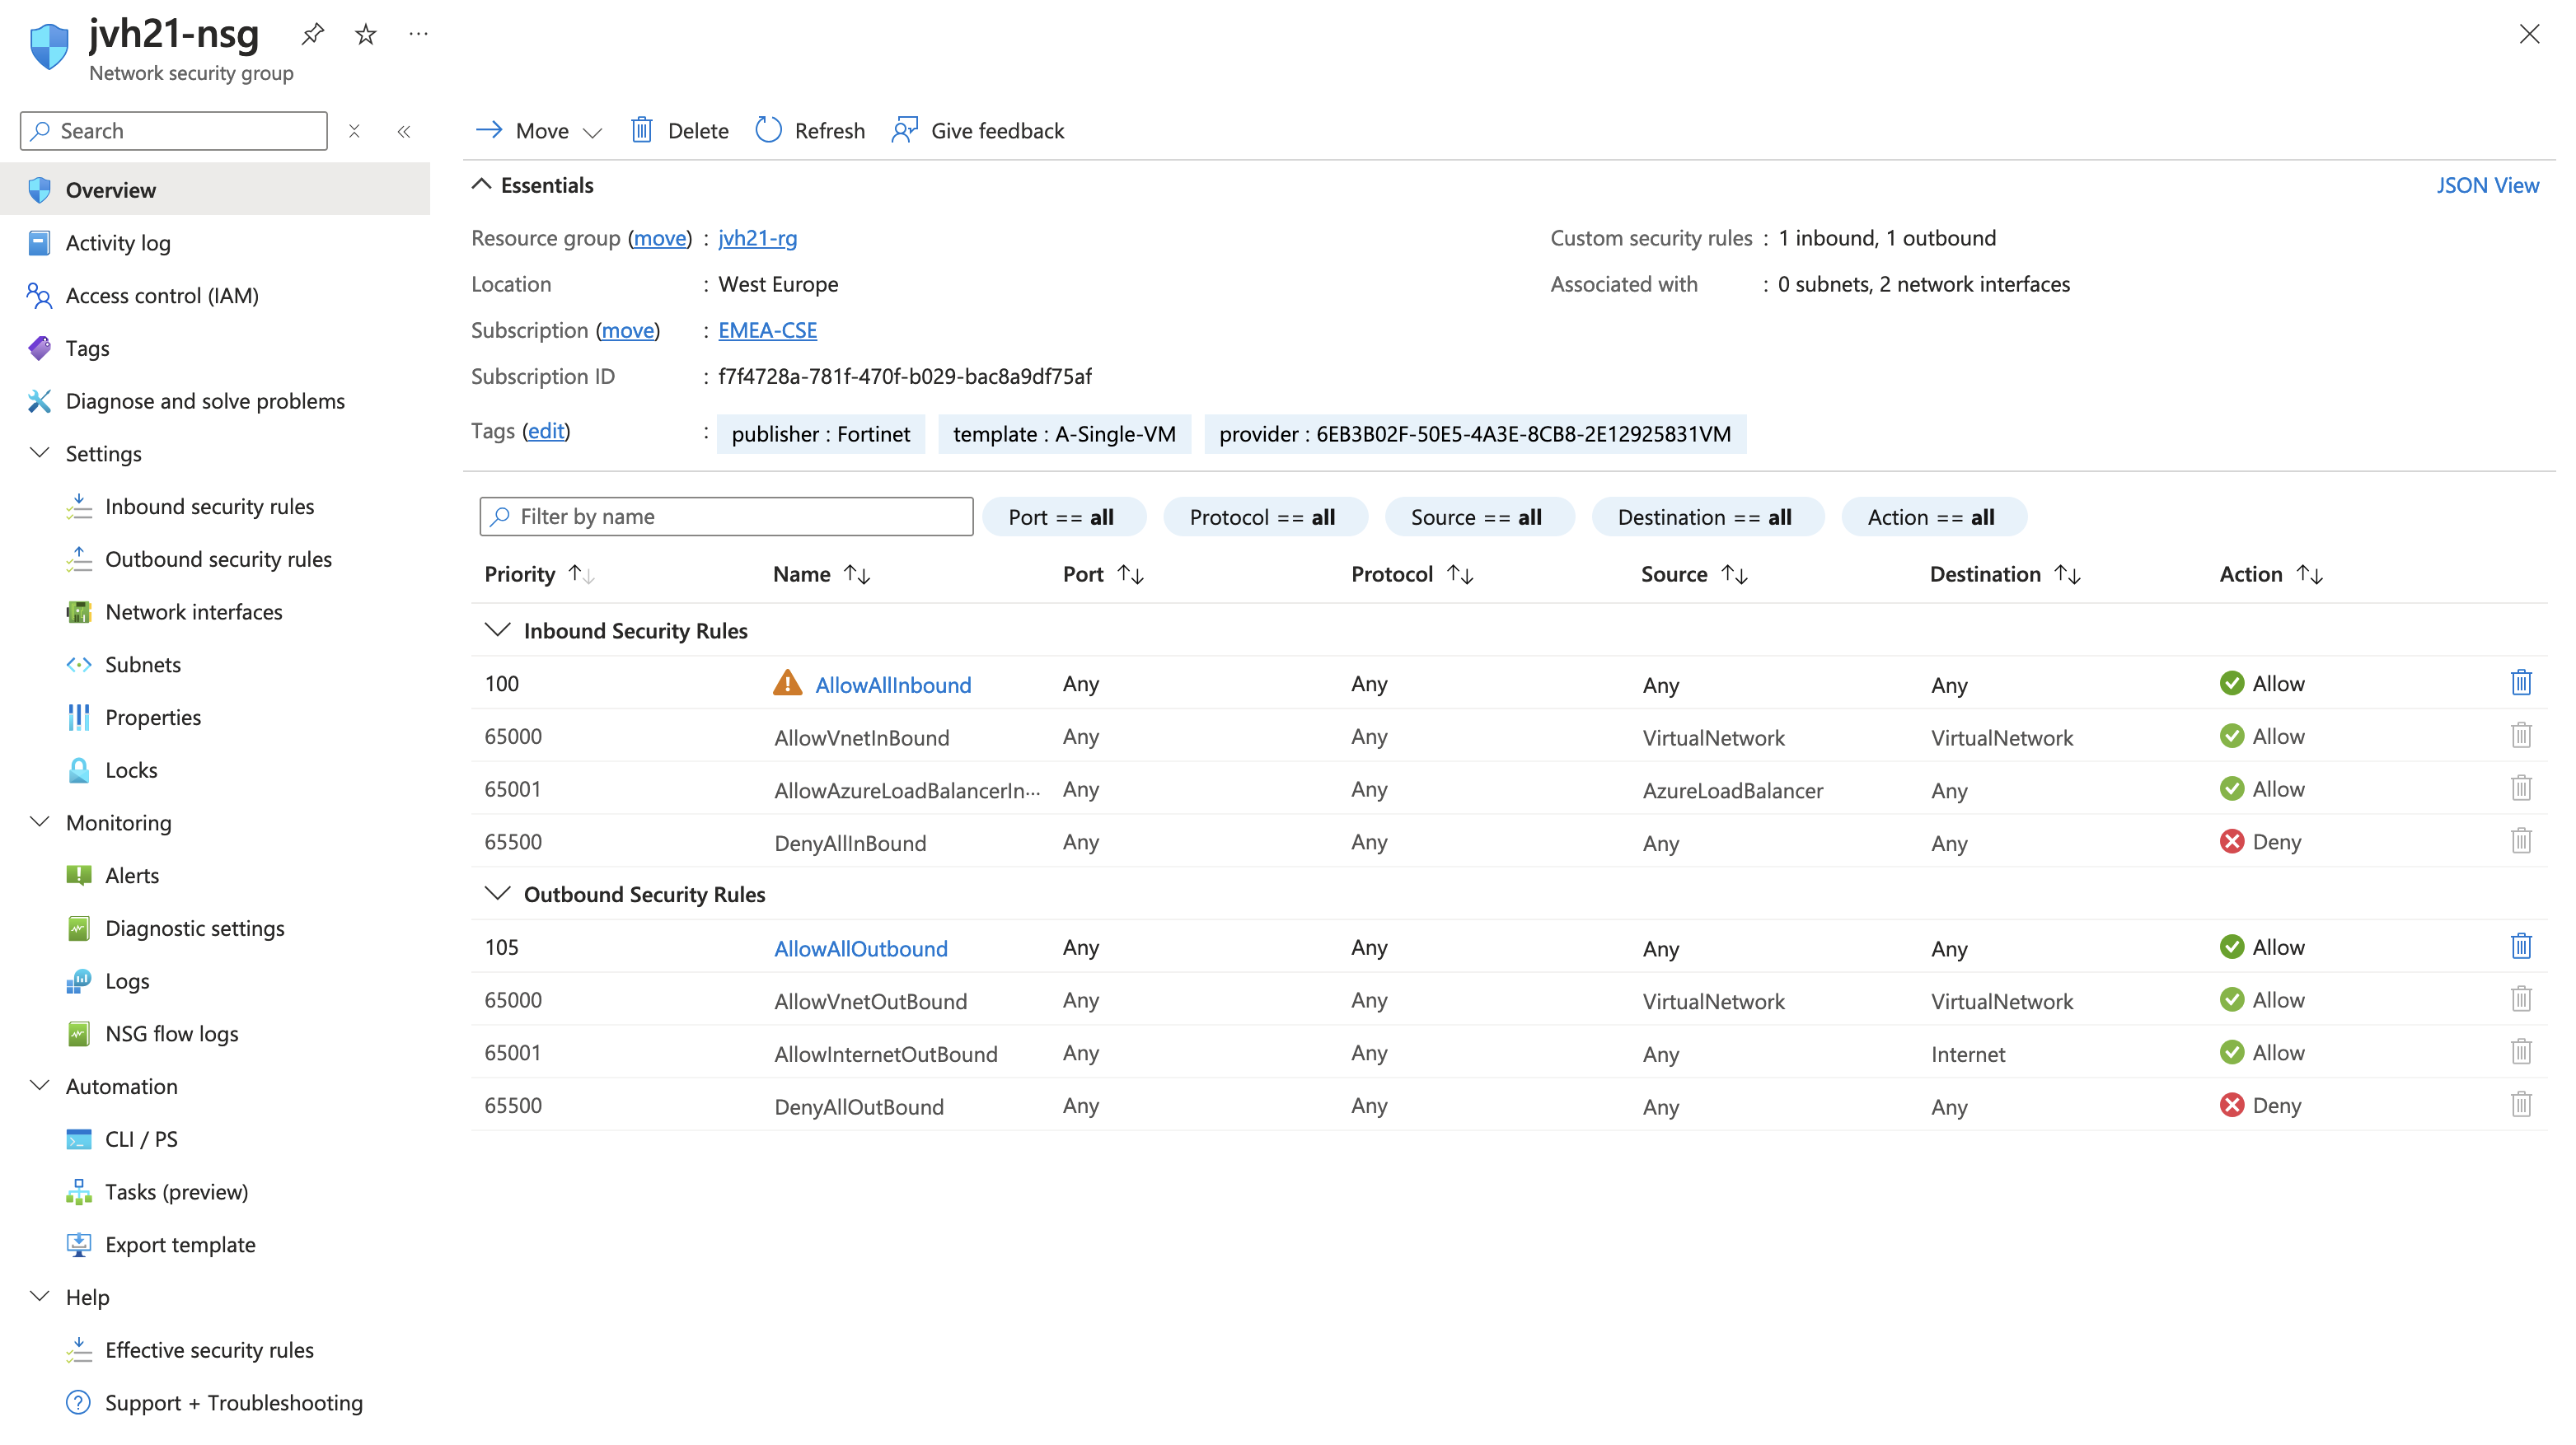 jvh21-nsg
Network security group
Search
Overview
Activity log
Access control (IAM)
Tags
Diagnose and solve problems
Settings
Inbound security rules
Outbound security rules
Network interfaces
Subnets
Properties
Locks
Monitoring
Alerts
Diagnostic settings
Logs
NSG flow logs
Automation
CLI / PS
Tasks (preview)
Export template
Help
Effective security rules
Support + Troubleshooting
Move Delete Refresh Give feedback
Essentials JSON View
Resource group (move) : jvh21-rg
Location : West Europe
Subscription (move) : EMEA-CSE
Subscription ID : f7f4728a-781f-470f-b029-bac8a9df75af
Tags (edit) : publisher : Fortinet template : A-Single-VM provider : 6EB3B02F-50E5-4A3E-8CB8-2E12925831VM
Custom security rules : 1 inbound, 1 outbound
Associated with : 0 subnets, 2 network interfaces
Filter by name Port == all Protocol == all Source == all Destination == all Action == all
Priority Name Port Protocol Source Destination Action
Inbound Security Rules
100 AllowAllInbound Any Any Any Any Allow
65000 AllowVnetInBound Any Any VirtualNetwork VirtualNetwork Allow
65001 AllowAzureLoadBalancerIn... Any Any AzureLoadBalancer Any Allow
65500 DenyAllInBound Any Any Any Any Deny
Outbound Security Rules
105 AllowAllOutbound Any Any Any Any Allow
65000 AllowVnetOutBound Any Any VirtualNetwork VirtualNetwork Allow
65001 AllowInternetOutBound Any Any Any Internet Allow
65500 DenyAllOutBound Any Any Any Any Deny